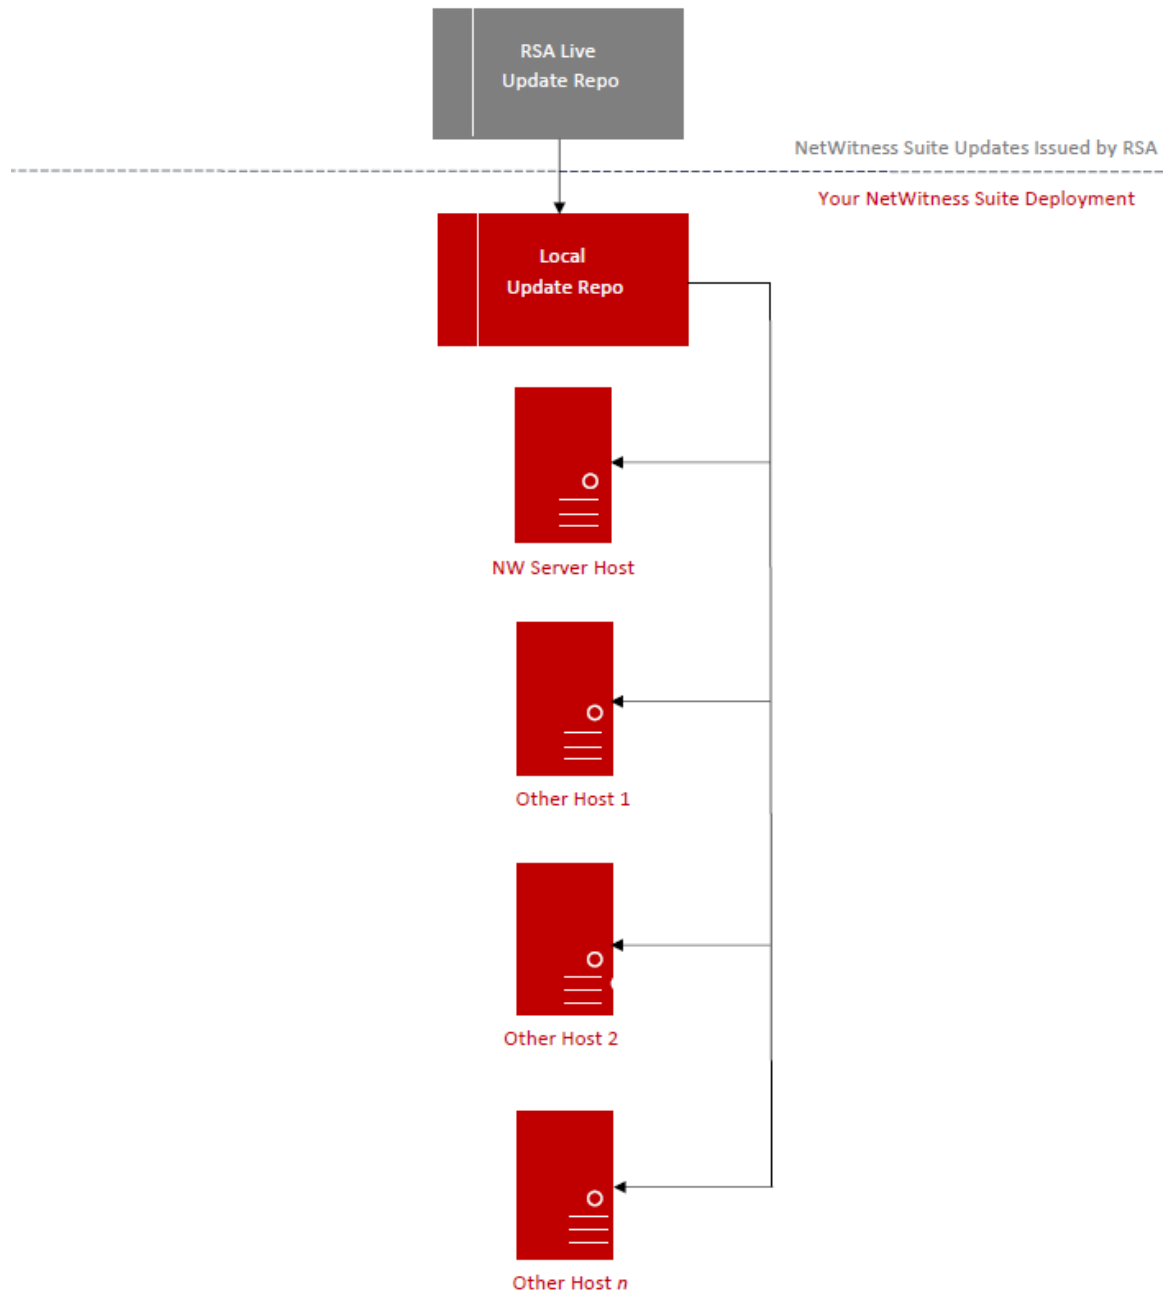 RSA Live
Update Repo
NetWitness Suite Updates Issued by RSA
Your NetWitness Suite Deployment
Local
Update Repo
NW Server Host
Other Host 1
Other Host 2
Other Host n